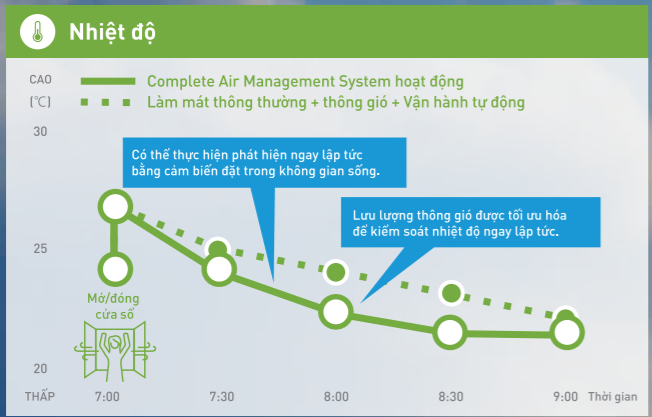 Nhiệt độ
CAO
(℃)
Complete Air Management System hoạt động
Làm mát thông thường + thông gió + Vận hành tự động
30
Có thể thực hiện phát hiện ngay lập tức
bằng cảm biến đặt trong không gian sống.
Lưu lượng thông gió được tối ưu hóa
để kiểm soát nhiệt độ ngay lập tức.
25
Mở/đóng
cửa sổ
20
THẤP
7:00
7:30
8:00
8:30
9:00
Thời gian